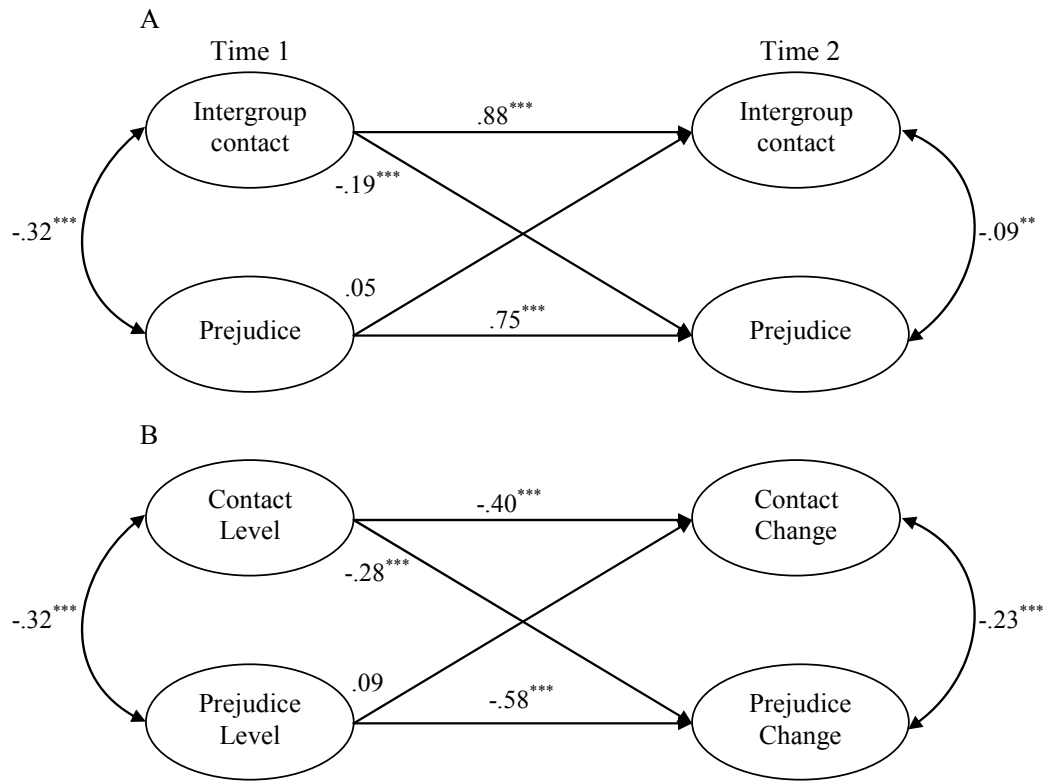 A
Time 1 Time 2
Intergroup contact
Intergroup contact
.88***
-.19***
-.32***
-.09**
.05
Prejudice
.75***
Prejudice
B
Contact Level
-.40***
Contact Change
-.28***
-.32***
-.23***
.09
Prejudice Level
-.58***
Prejudice Change